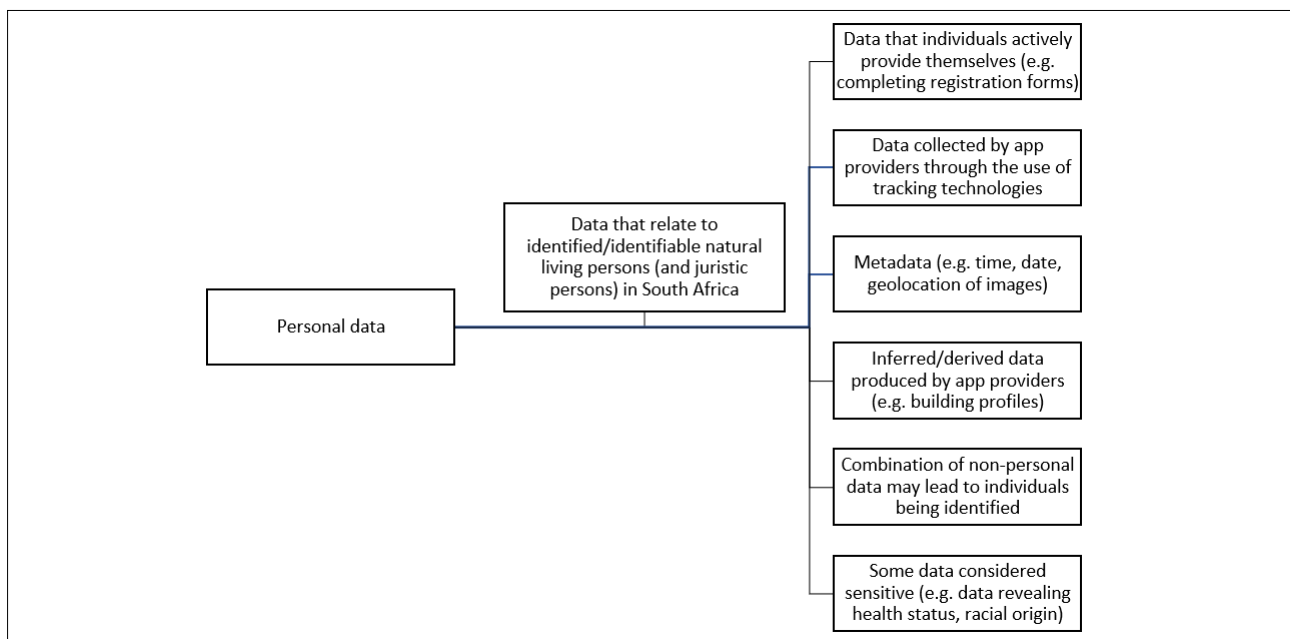 Personal data
Data that relate to
identified/identifiable natural
living persons (and juristic
persons) in South Africa
Data that individuals actively
provide themselves (e.g.
completing registration forms)
Data collected by app
providers through the use of
tracking technologies
Metadata (e.g. time, date,
geolocation of images)
Inferred/derived data
produced by app providers
(e.g. building profiles)
Combination of non-personal
data may lead to individuals
being identified
Some data considered
sensitive (e.g. data revealing
health status, racial origin)